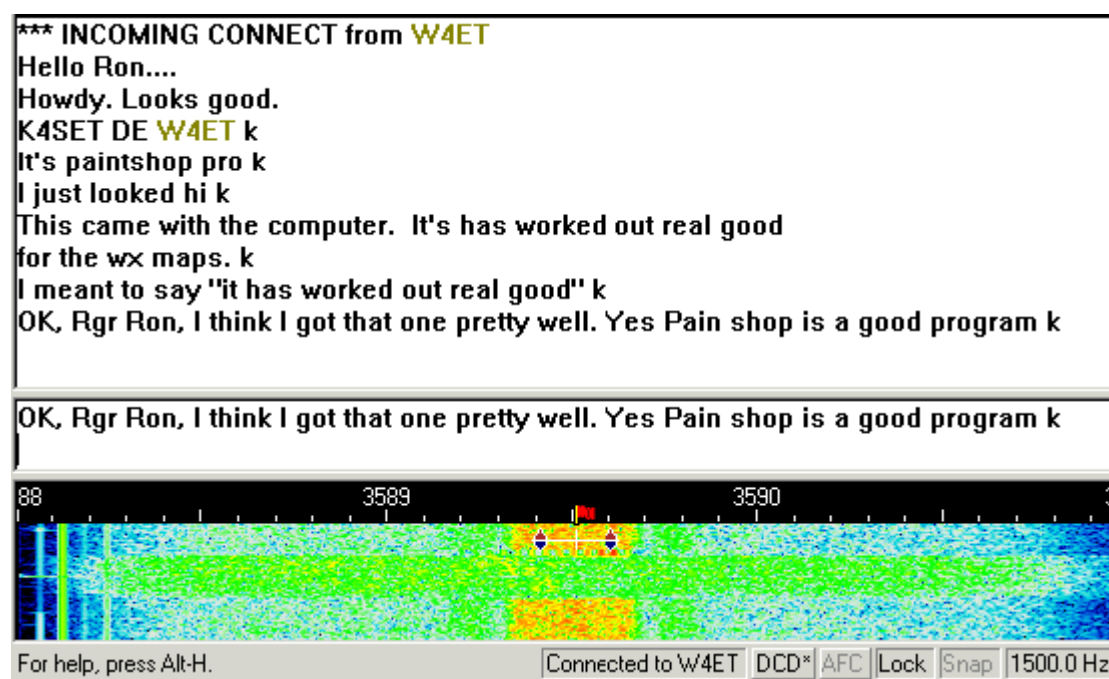 *** INCOMING CONNECT from W4ET
Hello Ron....
Howdy. Looks good.
K4SET DE W4ET k
It's paintshop pro k
I just looked hi k
This came with the computer.  It's has worked out real good
for the wx maps. k
I meant to say "it has worked out real good" k
OK, Rgr Ron, I think I got that one pretty well. Yes Pain shop is a good program k
OK, Rgr Ron, I think I got that one pretty well. Yes Pain shop is a good program k
88 3589 3590
For help, press Alt-H. Connected to W4ET DCD* AFC Lock Snap 1500.0 Hz